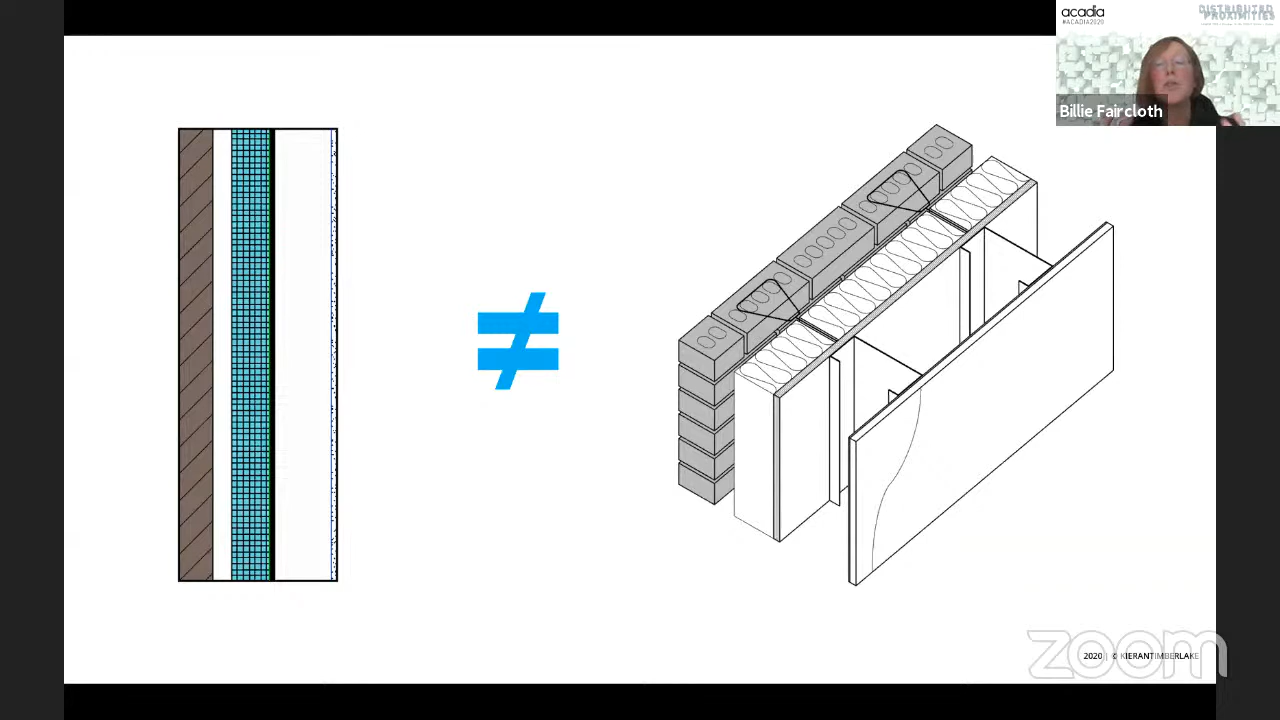 acadia
#ACADIA2020
DISTRIBUTED
PROXIMITIES
Billie Faircloth
≠
2020 | © KIERANTIMBERLAKE
zoom